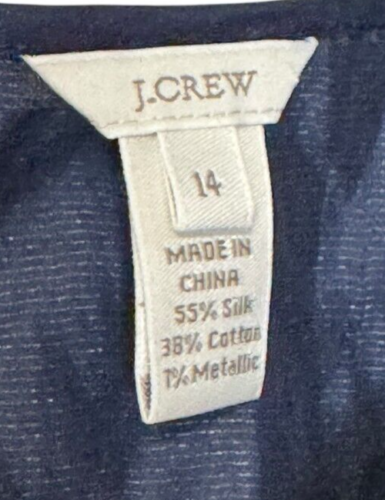 J.CREW
14
MADE IN
CHINA
55% Silk
38% Cotton
7% Metallic